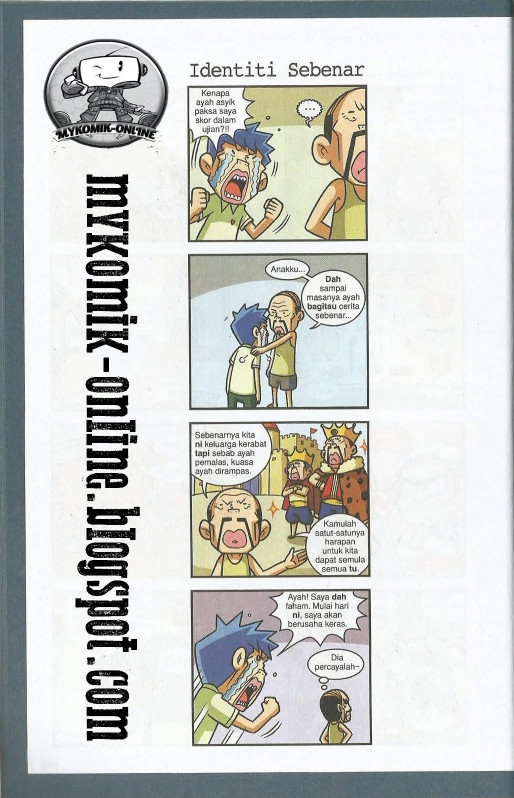 MYKOMIK-ONLINE
mykomik-online.blogspot.com
Identiti Sebenar
Kenapa
ayah asyik
paksa saya
skor dalam
ujian?!!
...
Anakku...
Dah
sampai
masanya ayah
bagitau cerita
sebenar...
Sebenarnya kita
ni keluarga kerabat
tapi sebab ayah
pemalas, kuasa
ayah dirampas.
Kamulah
satut-satunya
harapan
untuk kita
dapat semula
semua tu.
Ayah! Saya dah
faham. Mulai hari
ni, saya akan
berusaha keras.
Dia
percayalah~